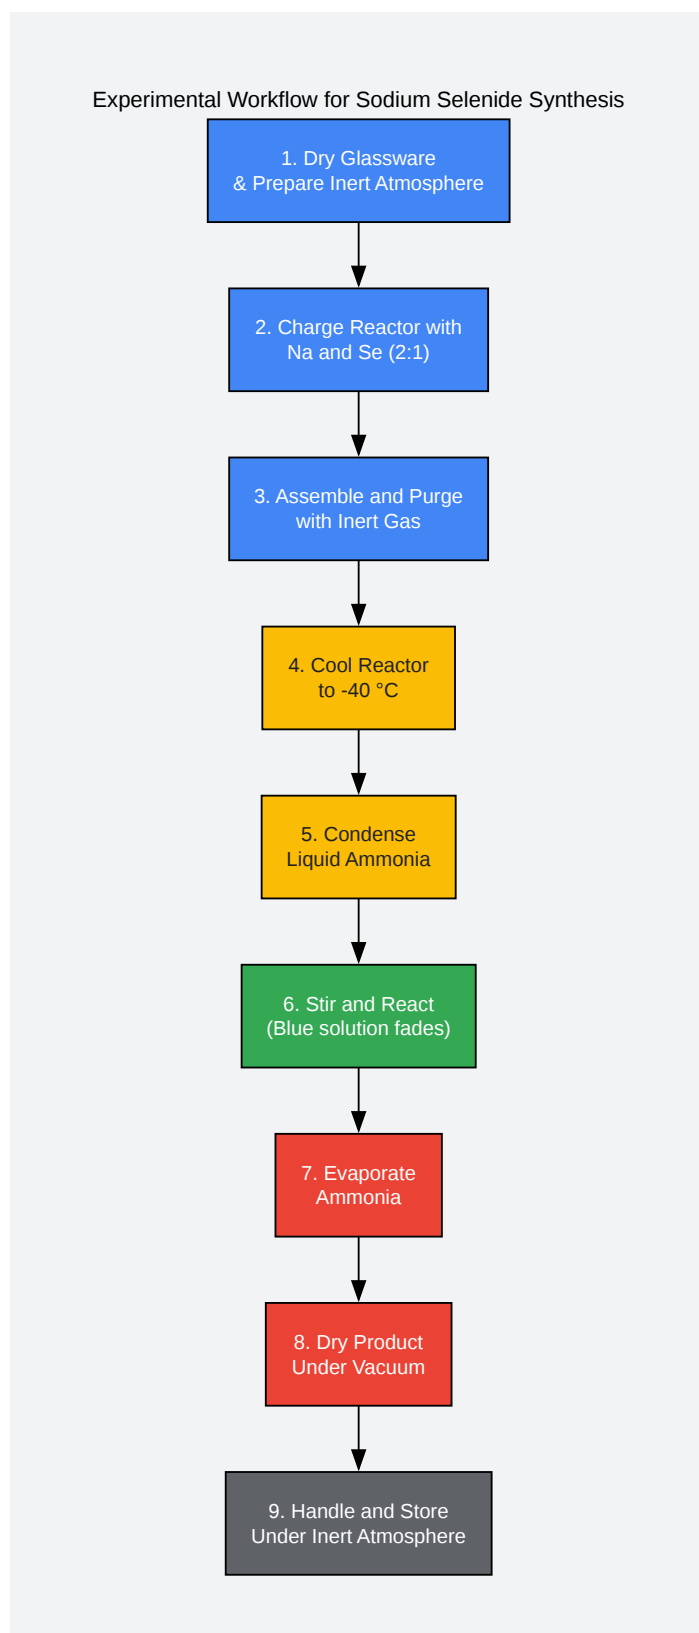 Experimental Workflow for Sodium Selenide Synthesis
1. Dry Glassware
& Prepare Inert Atmosphere
2. Charge Reactor with
Na and Se (2:1)
3. Assemble and Purge
with Inert Gas
4. Cool Reactor
to -40 °C
5. Condense
Liquid Ammonia
6. Stir and React
(Blue solution fades)
7. Evaporate
Ammonia
8. Dry Product
Under Vacuum
9. Handle and Store
Under Inert Atmosphere